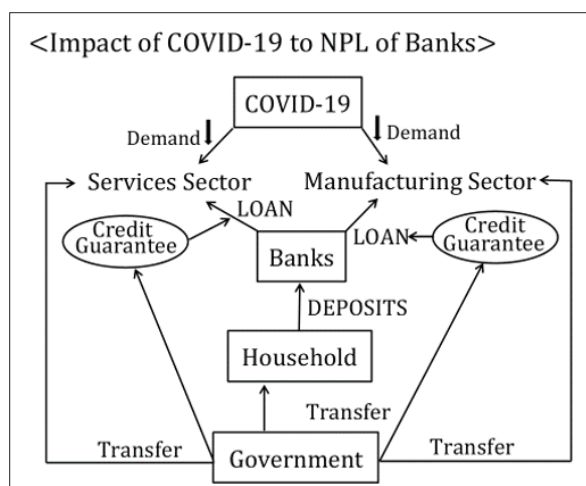 <Impact of COVID-19 to NPL of Banks>
COVID-19
Demand
Demand
Services Sector
Manufacturing Sector
LOAN
Credit
Guarantee
Banks
LOAN
Credit
Guarantee
DEPOSITS
Household
Transfer
Transfer
Government
Transfer